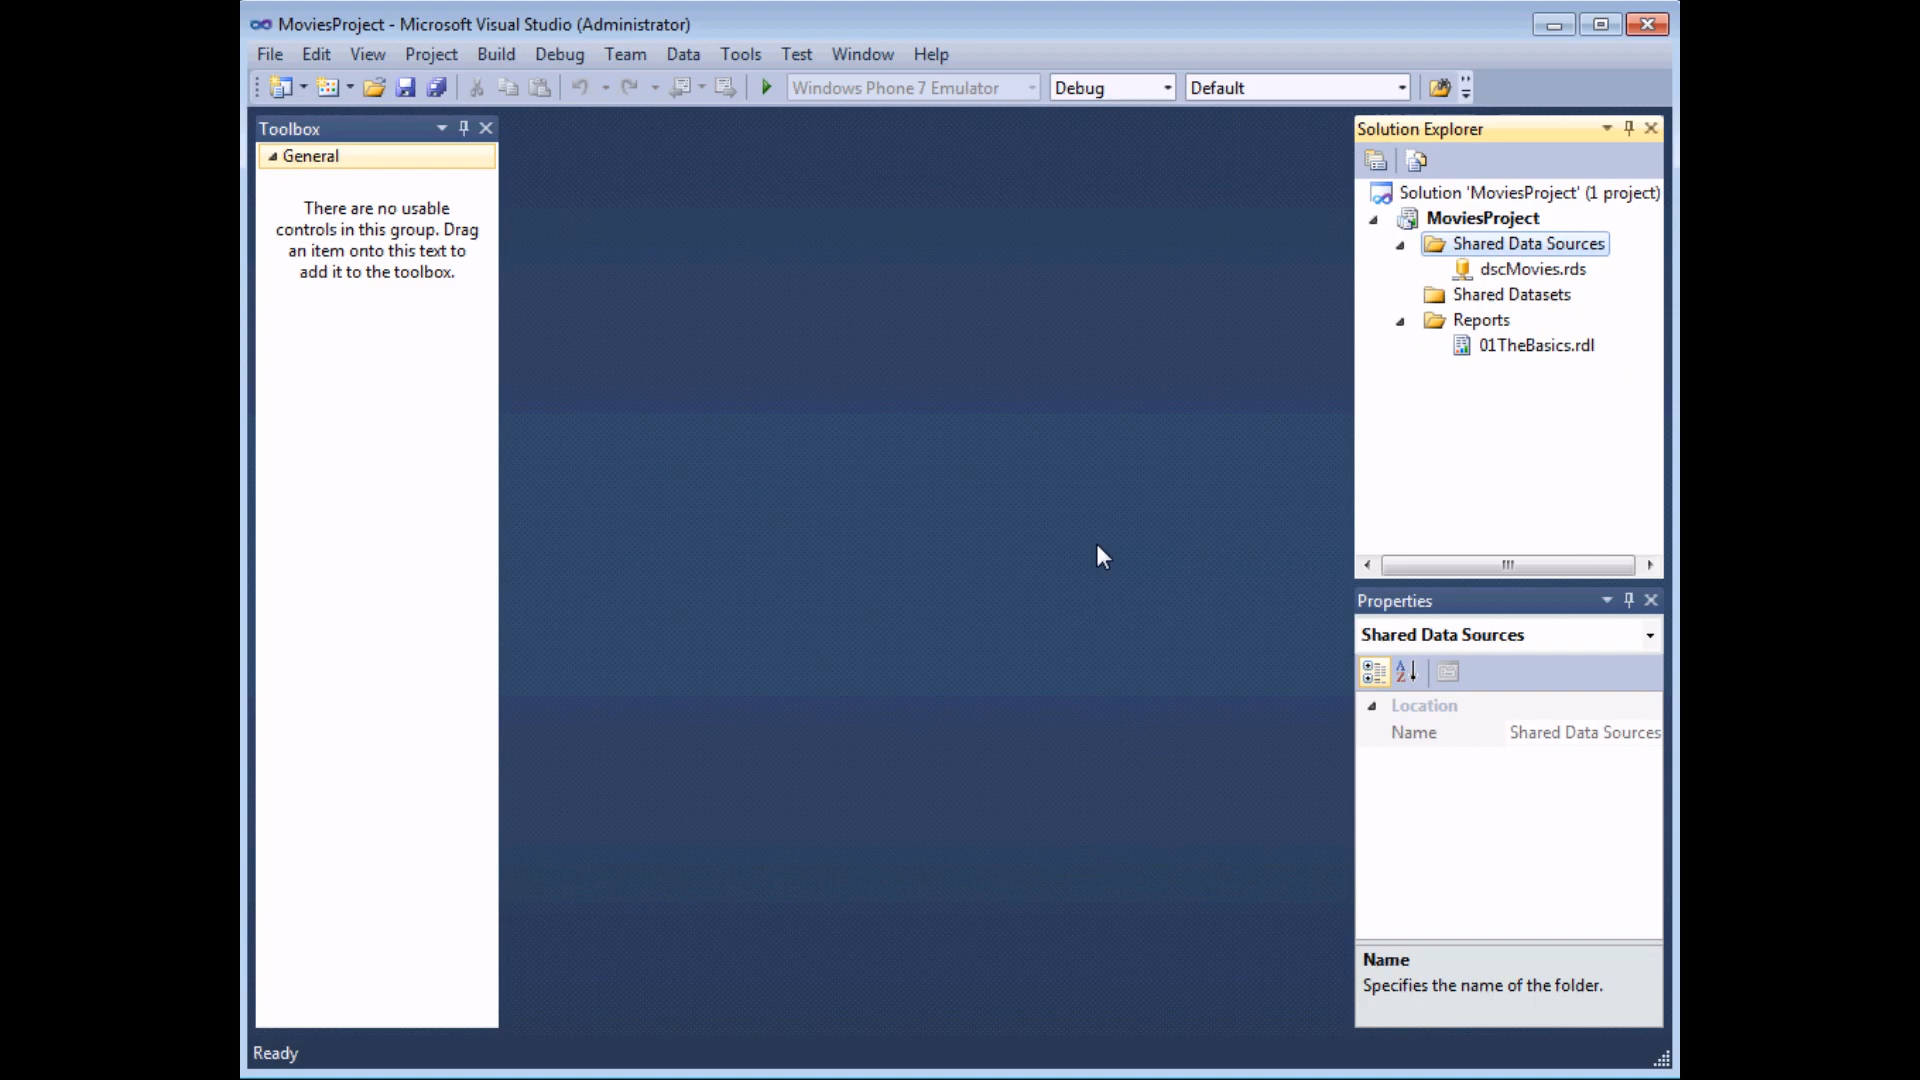 MoviesProject - Microsoft Visual Studio (Administrator)
File Edit View Project Build Debug Team Data Tools Test Window Help
Windows Phone 7 Emulator Debug Default
Toolbox
General
There are no usable
controls in this group. Drag
an item onto this text to
add it to the toolbox.
Solution Explorer
Solution 'MoviesProject' (1 project)
MoviesProject
Shared Data Sources
dscMovies.rds
Shared Datasets
Reports
01TheBasics.rdl
Properties
Shared Data Sources
Location
Name Shared Data Sources
Name
Specifies the name of the folder.
Ready